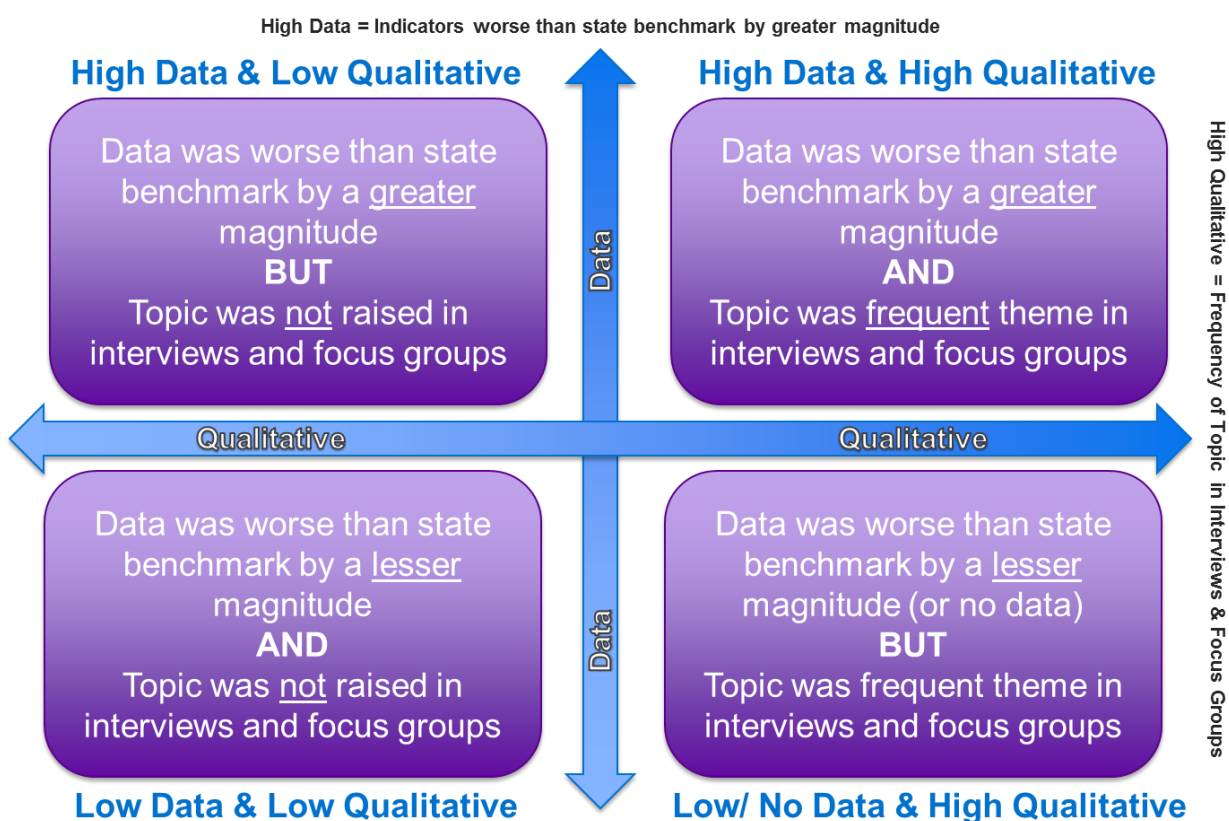 High Data = Indicators worse than state benchmark by greater magnitude
High Data & Low Qualitative
High Data & High Qualitative
Data was worse than state
benchmark by a greater
magnitude
BUT
Topic was not raised in
interviews and focus groups
Data
Data was worse than state
benchmark by a greater
magnitude
AND
Topic was frequent theme in
interviews and focus groups
High Qualitative = Frequency of Topic in Interviews & Focus Groups
Qualitative
Qualitative
Data was worse than state
benchmark by a lesser
magnitude
AND
Topic was not raised in
interviews and focus groups
Data
Data was worse than state
benchmark by a lesser
magnitude (or no data)
BUT
Topic was frequent theme in
interviews and focus groups
Low Data & Low Qualitative
Low/ No Data & High Qualitative